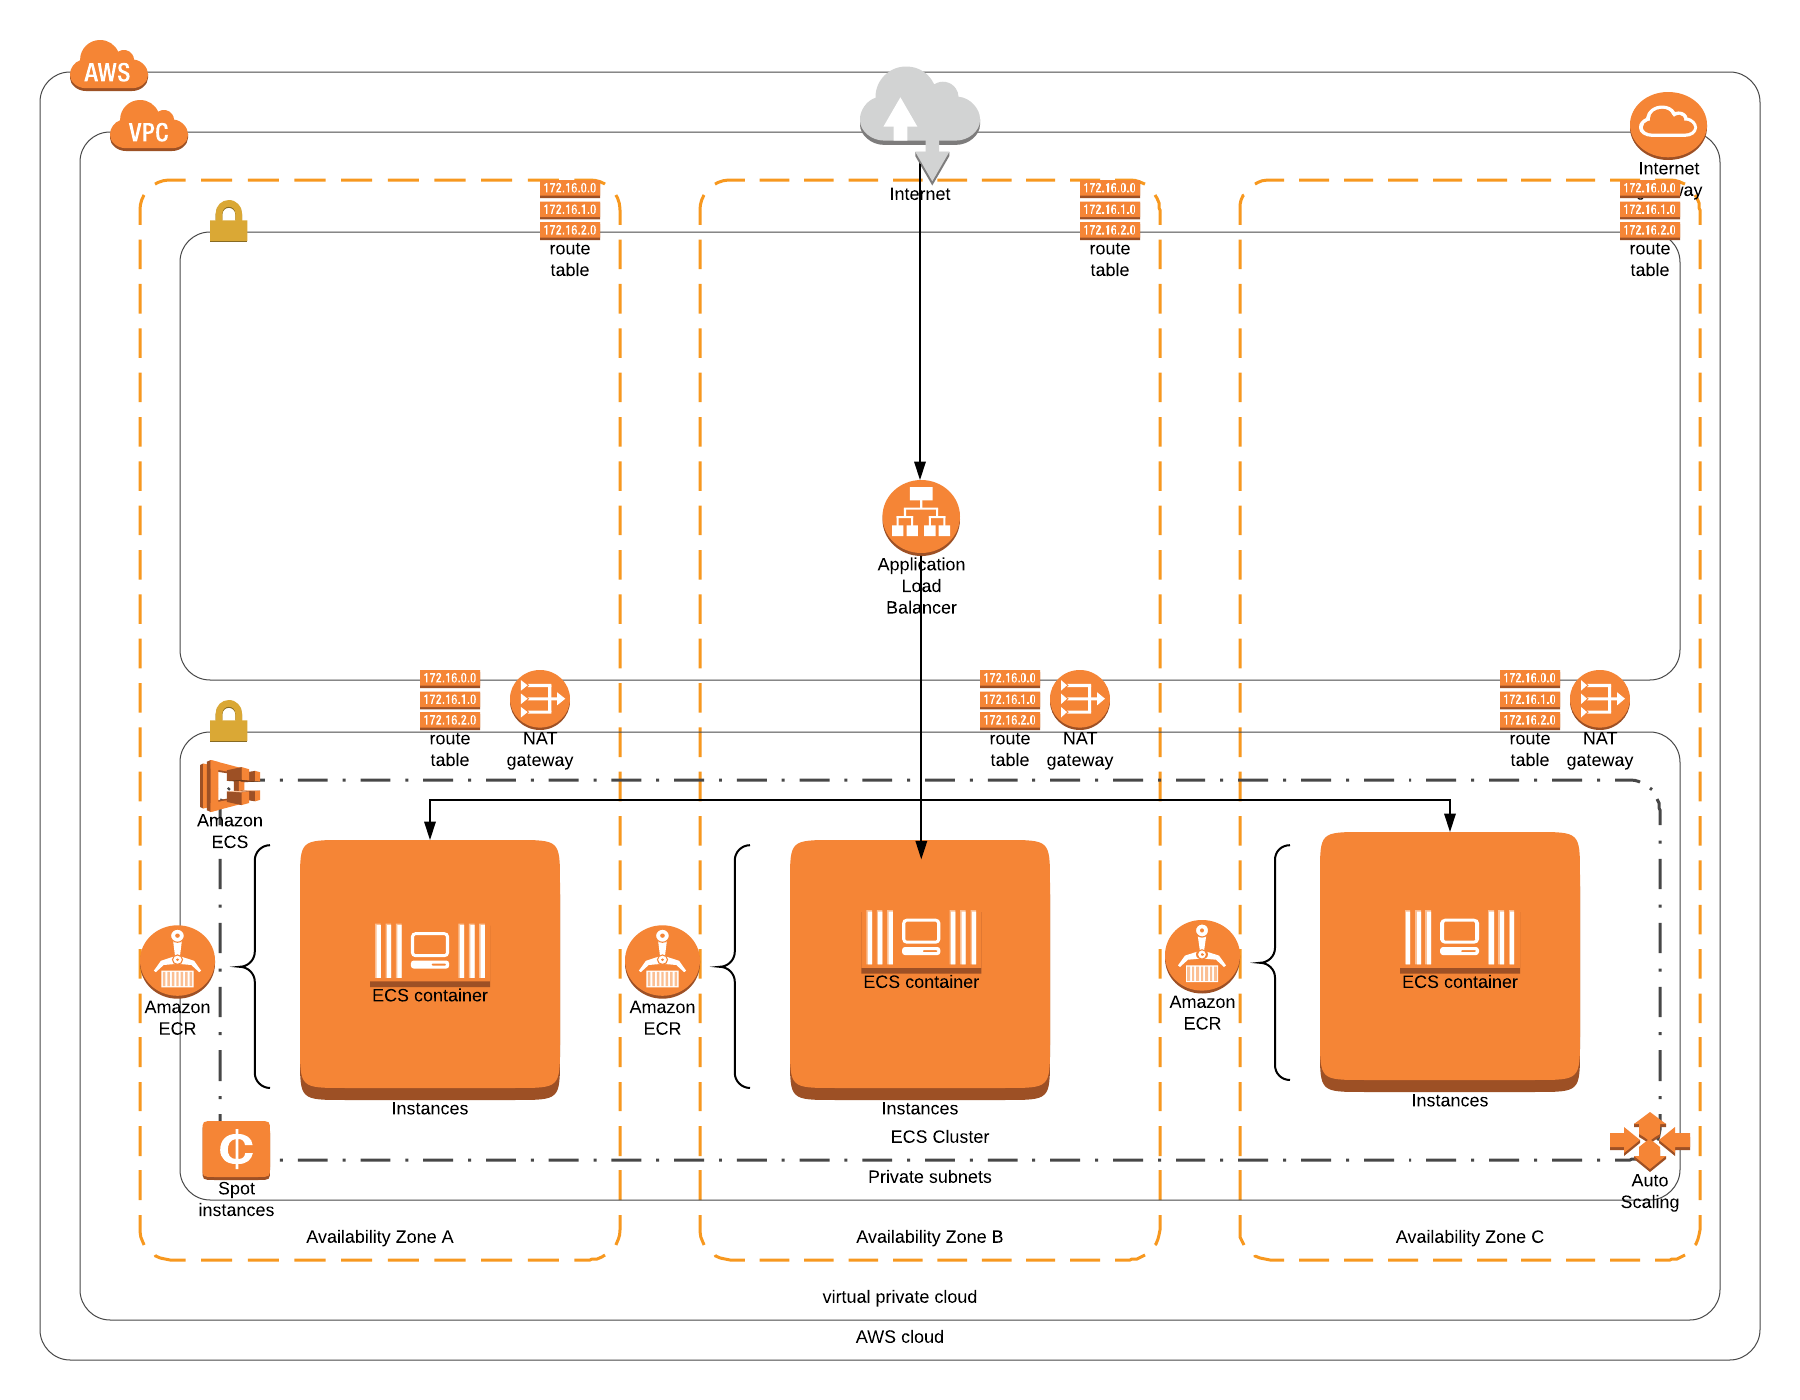 AWS
VPC
Internet
Internet
way
172.16.0.0
172.16.1.0
172.16.2.0
route
table
172.16.0.0
172.16.1.0
172.16.2.0
route
table
172.16.0.0
172.16.1.0
172.16.2.0
route
table
Application
Load
Balancer
172.16.0.0
172.16.1.0
172.16.2.0
route
table
NAT
gateway
172.16.0.0
172.16.1.0
172.16.2.0
route
table
NAT
gateway
172.16.0.0
172.16.1.0
172.16.2.0
route
table
NAT
gateway
Amazon
ECS
ECS container
ECS container
ECS container
Amazon
ECR
Amazon
ECR
Amazon
ECR
Instances
Instances
Instances
ECS Cluster
¢
Private subnets
Spot
instances
Auto
Scaling
Availability Zone A
Availability Zone B
Availability Zone C
virtual private cloud
AWS cloud